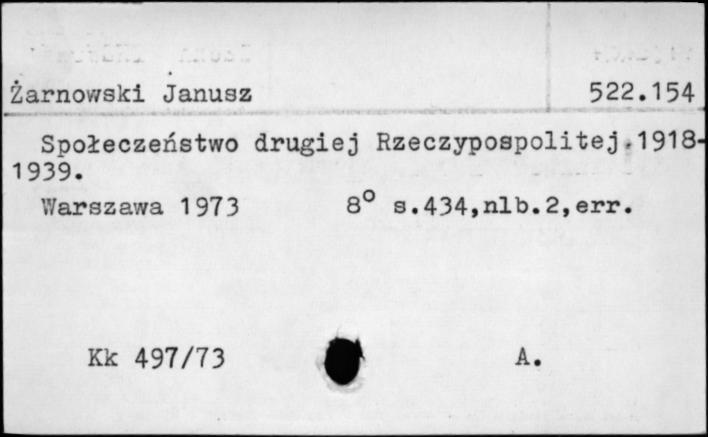 Żarnowski Janusz 522.154
Społeczeństwo drugiej Rzeczypospolitej.1918-
1939.
Warszawa 1973 8° s.434,nlb.2,err.
Kk 497/73 A.